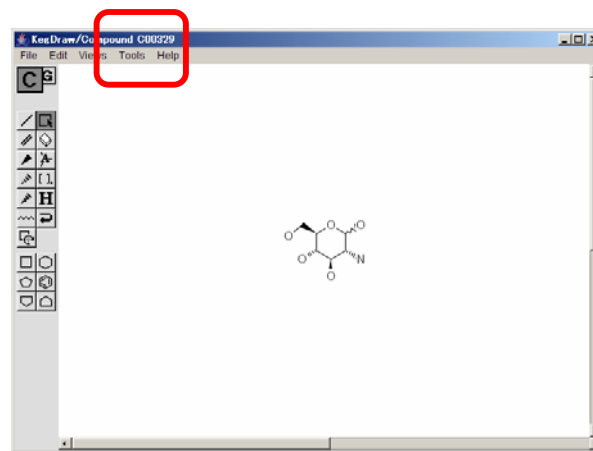 KegDraw/Compound C00329
File Edit Views Tools Help
C G
A
[ ]
H
O O O
O N
O